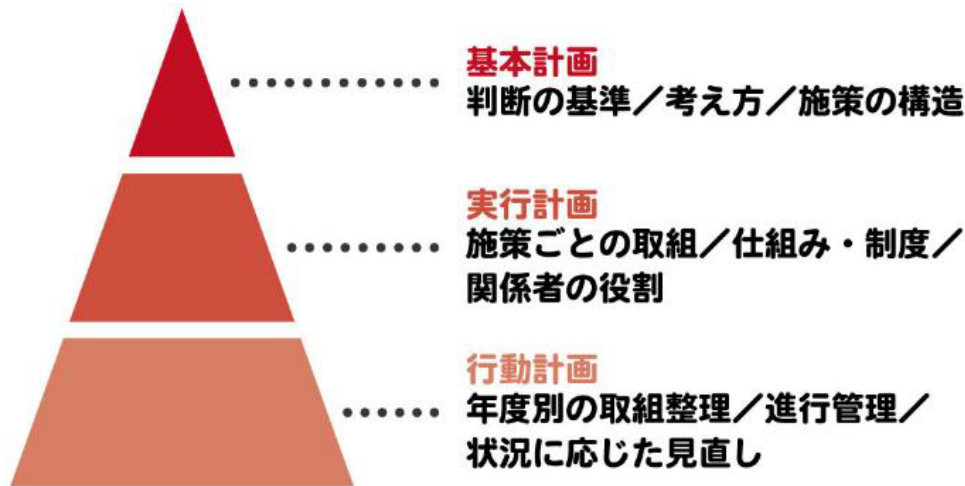 基本計画
判断の基準／考え方／施策の構造
実行計画
施策ごとの取組／仕組み・制度／
関係者の役割
行動計画
年度別の取組整理／進行管理／
状況に応じた見直し